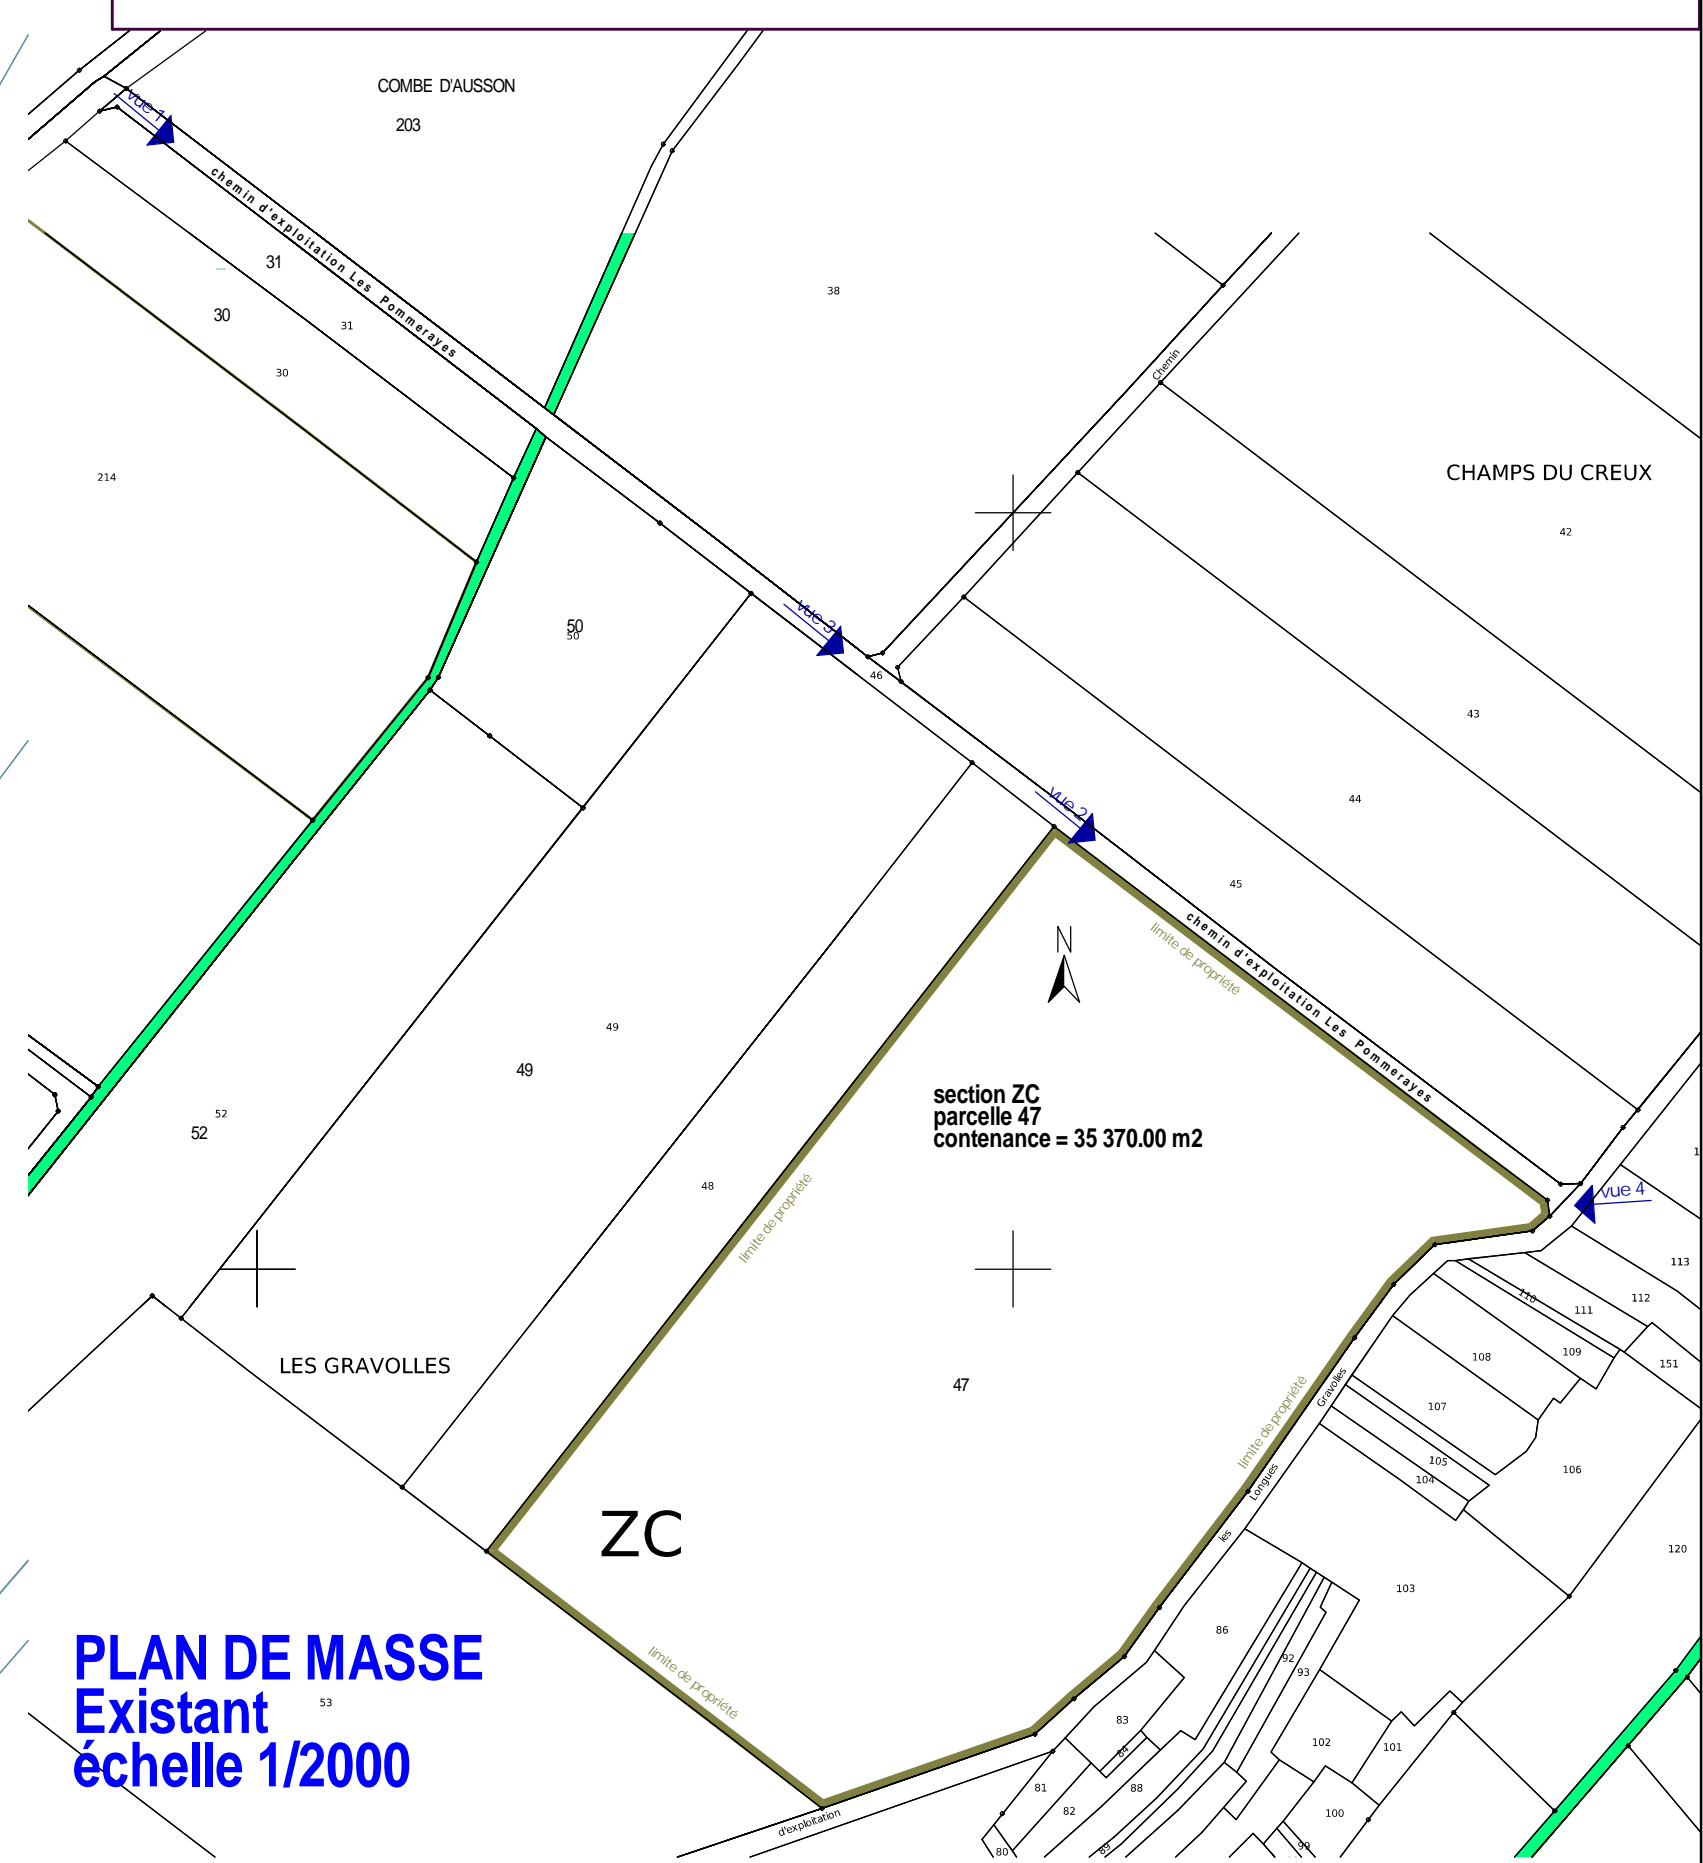 COMBE D'AUSSON
203
vue 1
chemin d'exploitation Les Pommerayes
31
30
31
30
38
214
Chemin
CHAMPS DU CREUX
42
50
50
vue 3
46
43
vue 2
44
45
chemin d'exploitation Les Pommerayes
limite de propriété
N
49
49
section ZC
parcelle 47
contenance = 35 370.00 m2
52
52
48
limite de propriété
1
vue 4
113
112
111
110
109
108
151
LES GRAVOLLES
47
107
Gravolles
limite de propriété
105
104
106
Longues
ZC
les
120
103
86
92
93
PLAN DE MASSE
Existant
échelle 1/2000
53
limite de propriété
83
84
102
101
81
88
82
100
d'exploitation
99
89
80